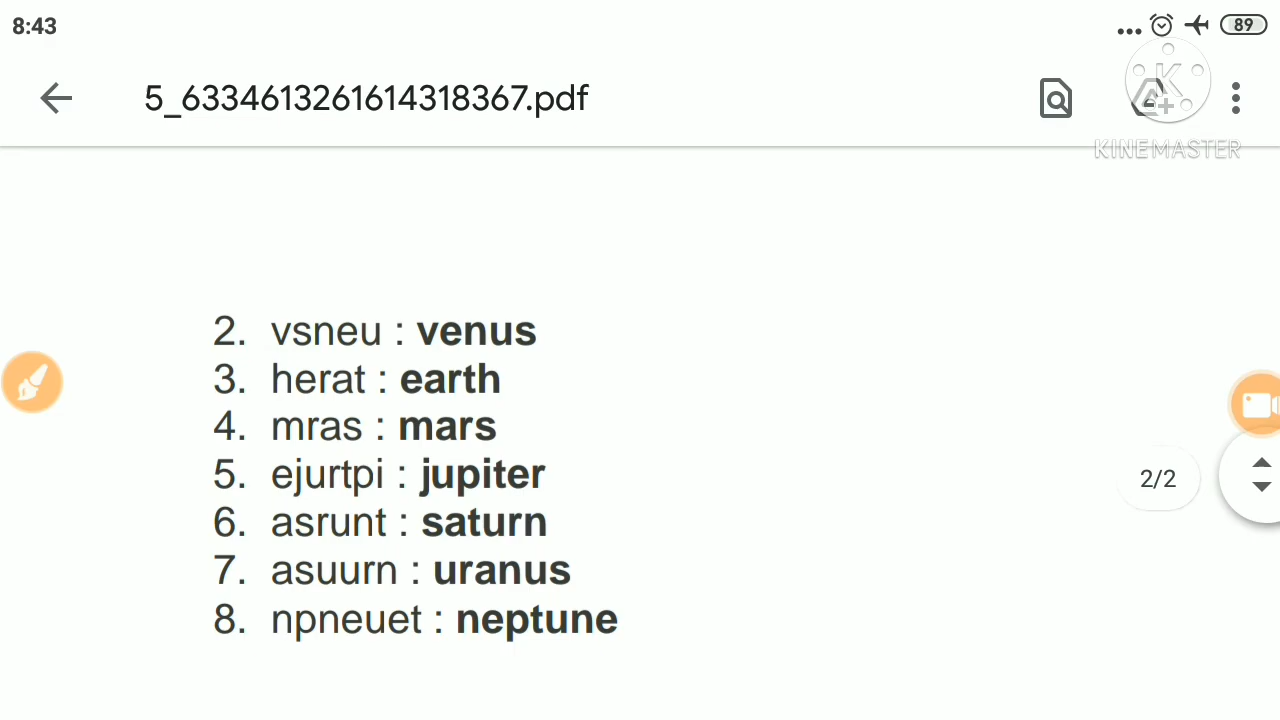 8:43
89
5_6334613261614318367.pdf
KINEMASTER
2. vsneu : venus
3. herat : earth
4. mras : mars
5. ejurtpi : jupiter
2/2
6. asrunt : saturn
7. asuurn : uranus
8. npneuet : neptune